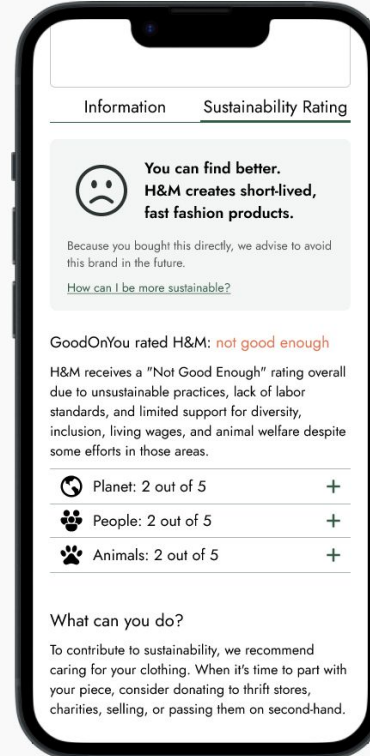 Information Sustainability Rating
You can find better.
H&M creates short-lived,
fast fashion products.
Because you bought this directly, we advise to avoid
this brand in the future.
How can I be more sustainable?
GoodOnYou rated H&M: not good enough
H&M receives a "Not Good Enough" rating overall
due to unsustainable practices, lack of labor
standards, and limited support for diversity,
inclusion, living wages, and animal welfare despite
some efforts in those areas.
Planet: 2 out of 5 +
People: 2 out of 5 +
Animals: 2 out of 5 +
What can you do?
To contribute to sustainability, we recommend
caring for your clothing. When it's time to part with
your piece, consider donating to thrift stores,
charities, selling, or passing them on second-hand.